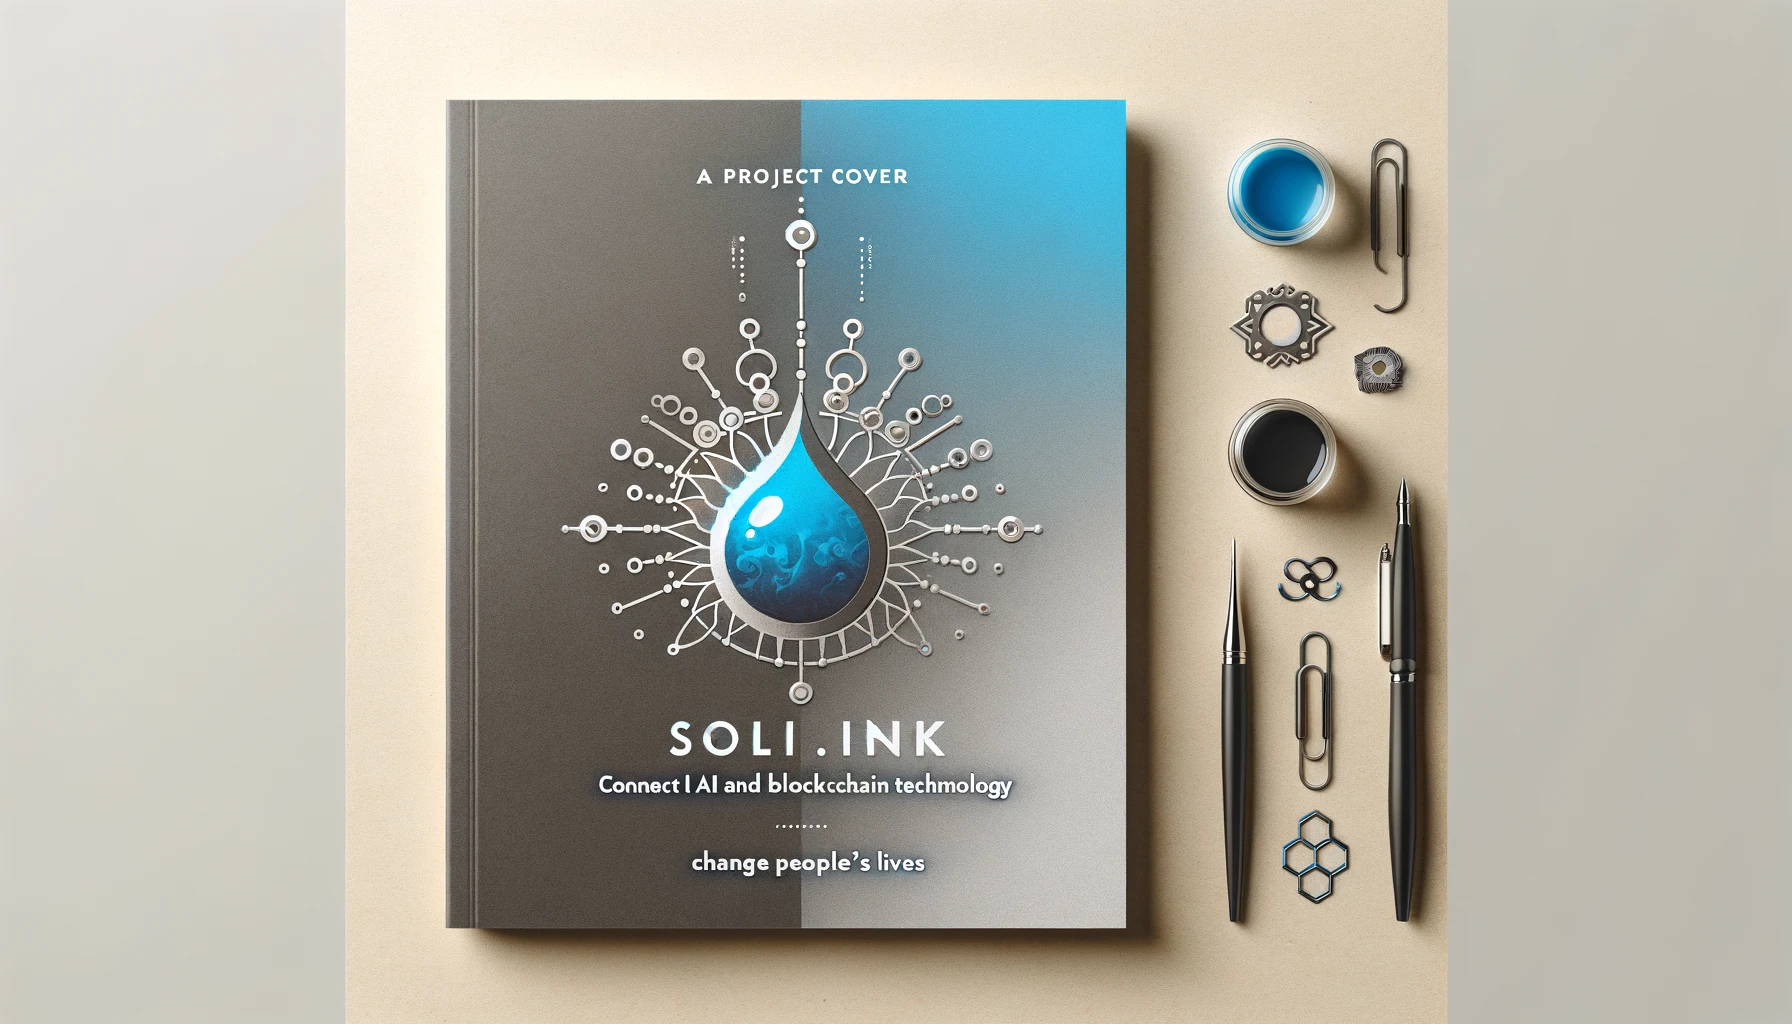 A PROJECT COVER
SOLI.INK
Connect | AI and blockcchain techmology
change people's lives